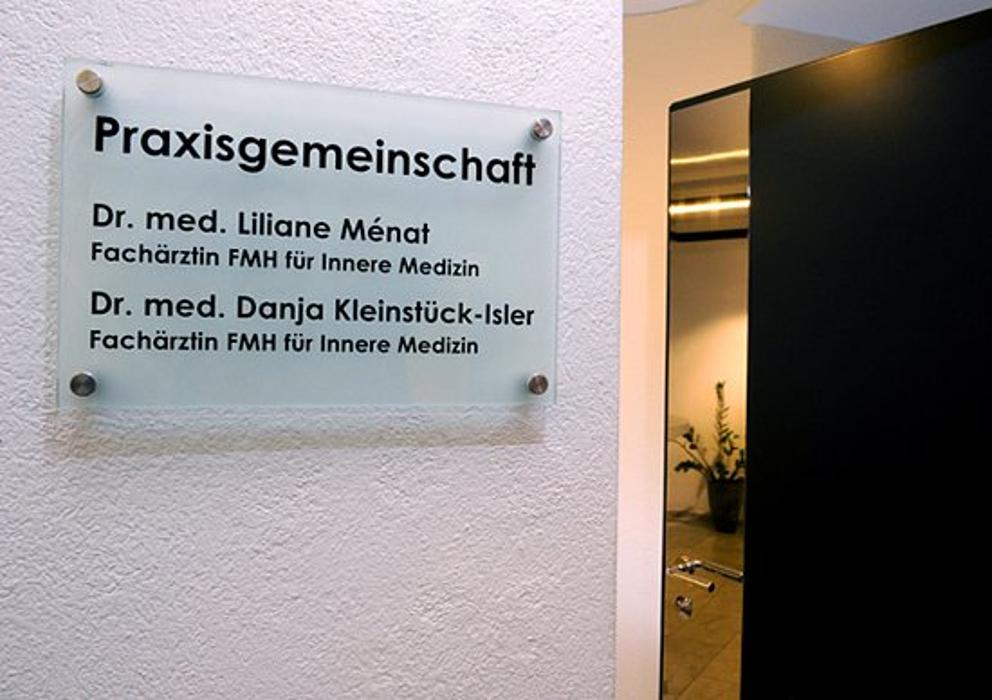 Praxisgemeinschaft
Dr. med. Liliane Ménat
Fachärztin FMH für Innere Medizin
Dr. med. Danja Kleinstück-Isler
Fachärztin FMH für Innere Medizin